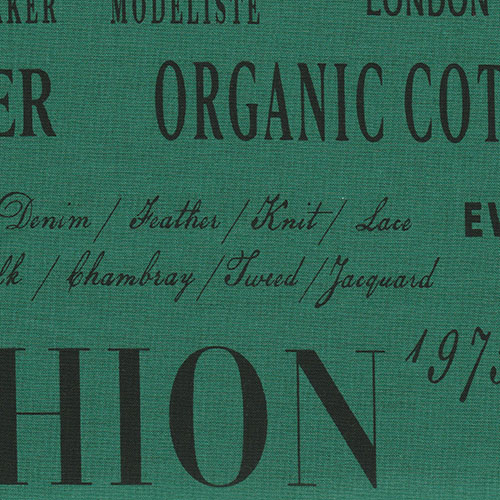 AKER MODELISTE LONDON
ER ORGANIC COT
Denim / Feather / Knit / Lace EV
lk / Chambray / Tweed / Jacquard
HION 197